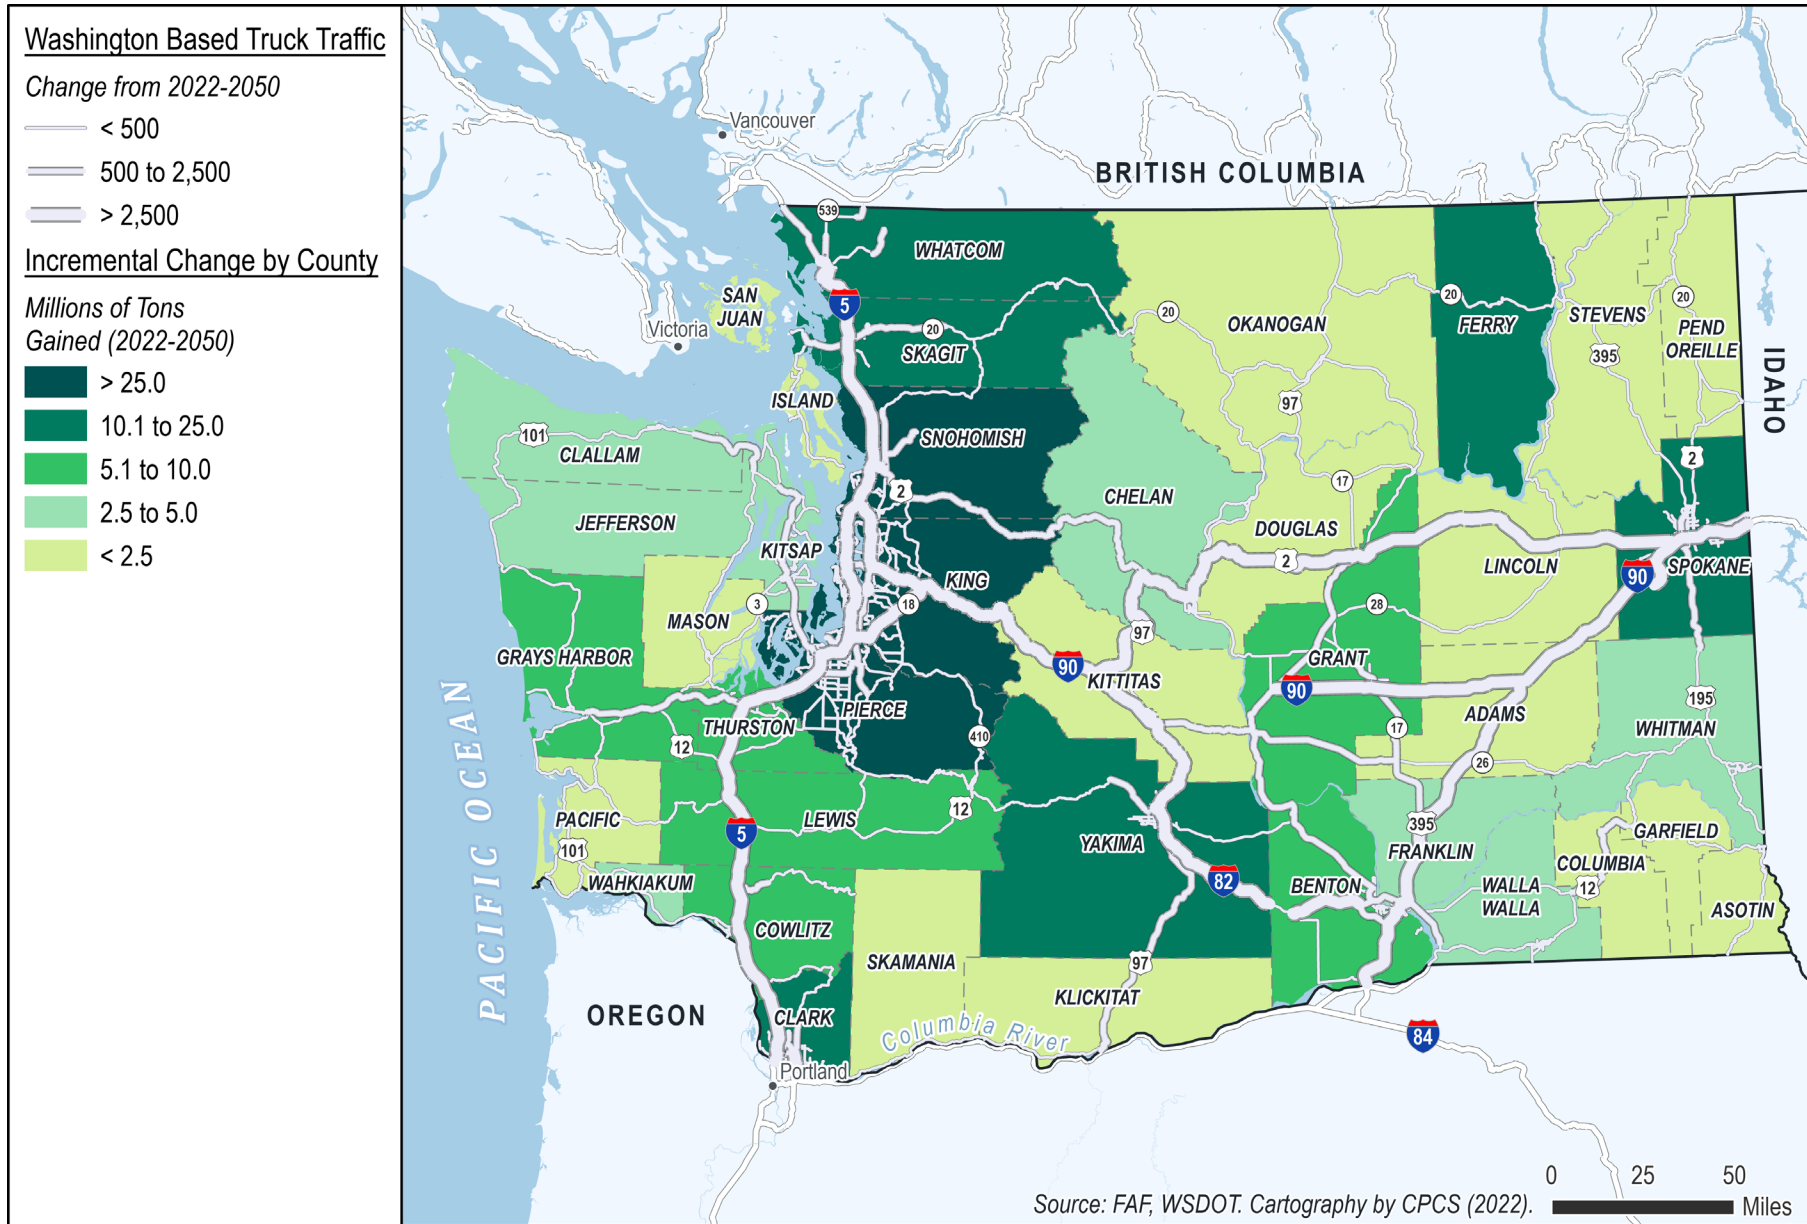 Washington Based Truck Traffic
Change from 2022-2050
< 500
500 to 2,500
> 2,500
Incremental Change by County
Millions of Tons
Gained (2022-2050)
> 25.0
10.1 to 25.0
5.1 to 10.0
2.5 to 5.0
< 2.5
Vancouver
BRITISH COLUMBIA
539
WHATCOM
SAN
JUAN
5
Victoria
20
SKAGIT
20
OKANOGAN
20
FERRY
STEVENS
20
PEND
OREILLE
395
IDAHO
ISLAND
97
101
CLALLAM
SNOHOMISH
2
2
17
CHELAN
JEFFERSON
DOUGLAS
KITSAP
2
LINCOLN
90
SPOKANE
KING
3
18
28
MASON
97
GRAYS HARBOR
90
KITTITAS
GRANT
90
195
PIERCE
THURSTON
ADAMS
WHITMAN
17
12
410
26
PACIFIC OCEAN
PACIFIC
5
LEWIS
12
YAKIMA
395
GARFIELD
101
FRANKLIN
COLUMBIA
WAHKIAKUM
82
BENTON
WALLA
WALLA
12
ASOTIN
COWLITZ
SKAMANIA
97
KLICKITAT
OREGON
CLARK
Columbia River
84
Portland
0 25 50
Miles
Source: FAF, WSDOT. Cartography by CPCS (2022).